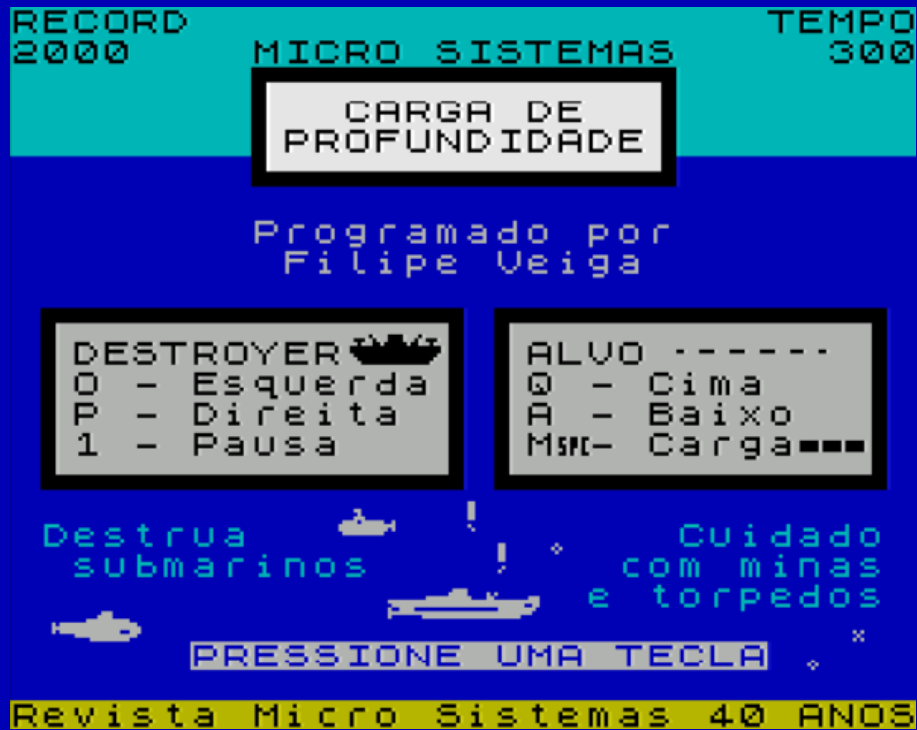 RECORD
TEMPO
2000 MICRO SISTEMAS 300
CARGA DE
PROFUNDIDADE
Programado por
Filipe Veiga
DESTROYER
O - Esquerda
P - Direita
1 - Pausa
ALVO ------
Q - Cima
A - Baixo
M SPC- Carga
Destrua
submarinos
Cuidado
com minas
e torpedos
PRESSIONE UMA TECLA
Revista Micro Sistemas 40 ANOS